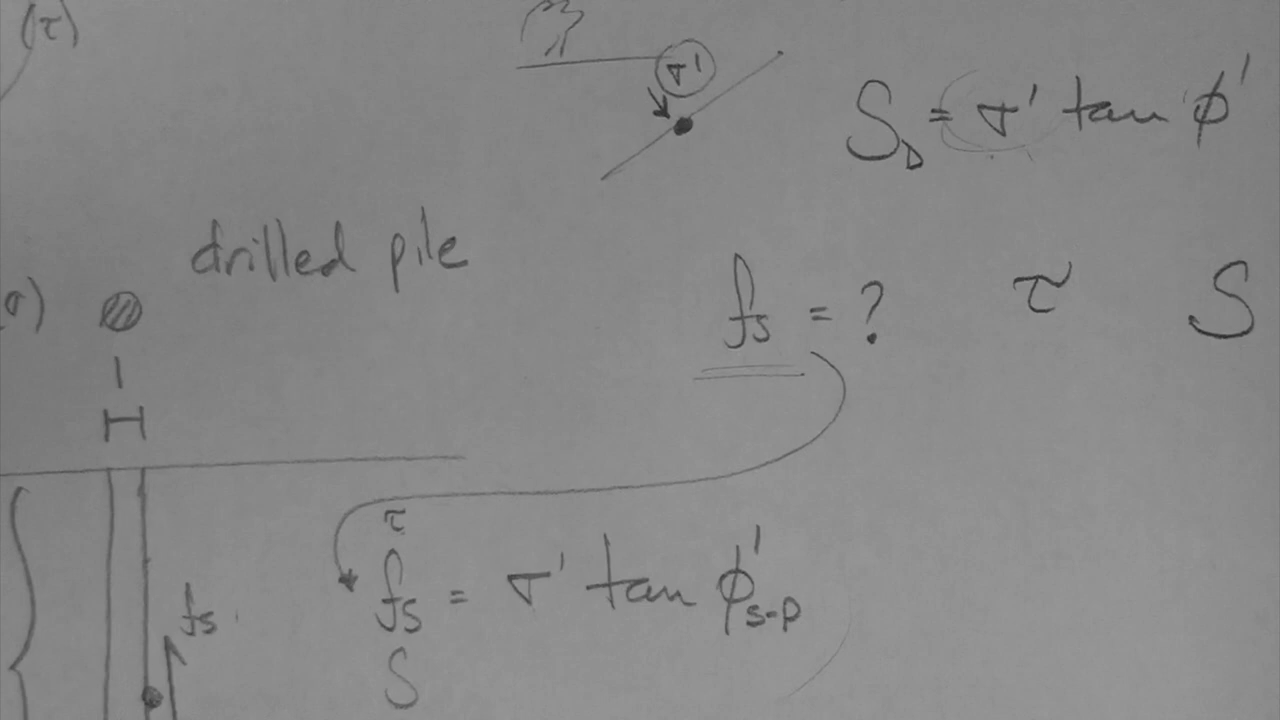 (τ)
σ'
S_D = σ' tan φ'
drilled pile
σ)
f_s = ? τ S
τ
f_s = σ' tan φ'_s-p
f_s
S